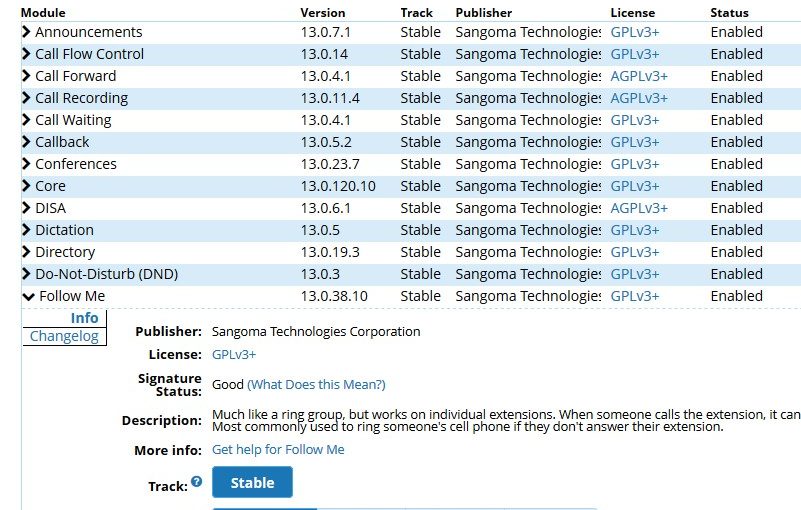 Module Version Track Publisher License Status
Announcements 13.0.7.1 Stable Sangoma Technologies GPLv3+ Enabled
Call Flow Control 13.0.14 Stable Sangoma Technologies GPLv3+ Enabled
Call Forward 13.0.4.1 Stable Sangoma Technologies AGPLv3+ Enabled
Call Recording 13.0.11.4 Stable Sangoma Technologies AGPLv3+ Enabled
Call Waiting 13.0.4.1 Stable Sangoma Technologies GPLv3+ Enabled
Callback 13.0.5.2 Stable Sangoma Technologies GPLv3+ Enabled
Conferences 13.0.23.7 Stable Sangoma Technologies GPLv3+ Enabled
Core 13.0.120.10 Stable Sangoma Technologies GPLv3+ Enabled
DISA 13.0.6.1 Stable Sangoma Technologies AGPLv3+ Enabled
Dictation 13.0.5 Stable Sangoma Technologies GPLv3+ Enabled
Directory 13.0.19.3 Stable Sangoma Technologies GPLv3+ Enabled
Do-Not-Disturb (DND) 13.0.3 Stable Sangoma Technologies GPLv3+ Enabled
Follow Me 13.0.38.10 Stable Sangoma Technologies GPLv3+ Enabled
Info
Changelog
Publisher: Sangoma Technologies Corporation
License: GPLv3+
Signature Status: Good (What Does this Mean?)
Description: Much like a ring group, but works on individual extensions. When someone calls the extension, it can
Most commonly used to ring someone's cell phone if they don't answer their extension.
More info: Get help for Follow Me
Track: ? Stable